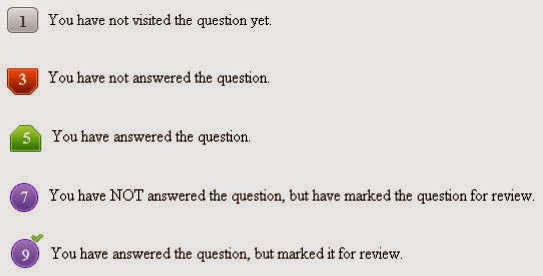 1 You have not visited the question yet.
3 You have not answered the question.
5 You have answered the question.
7 You have NOT answered the question, but have marked the question for review.
9 You have answered the question, but marked it for review.